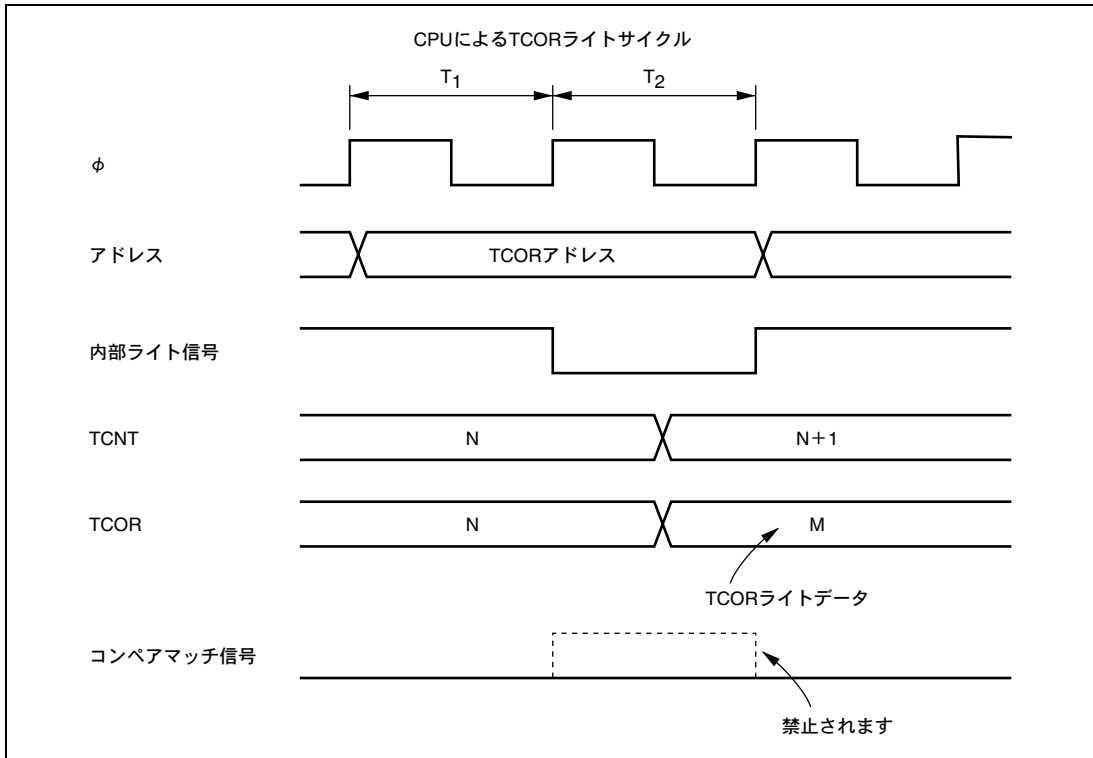 CPUによるTCORライトサイクル
T1 T2
φ
アドレス TCORアドレス
内部ライト信号
TCNT N N+1
TCOR N M
TCORライトデータ
コンペアマッチ信号
禁止されます